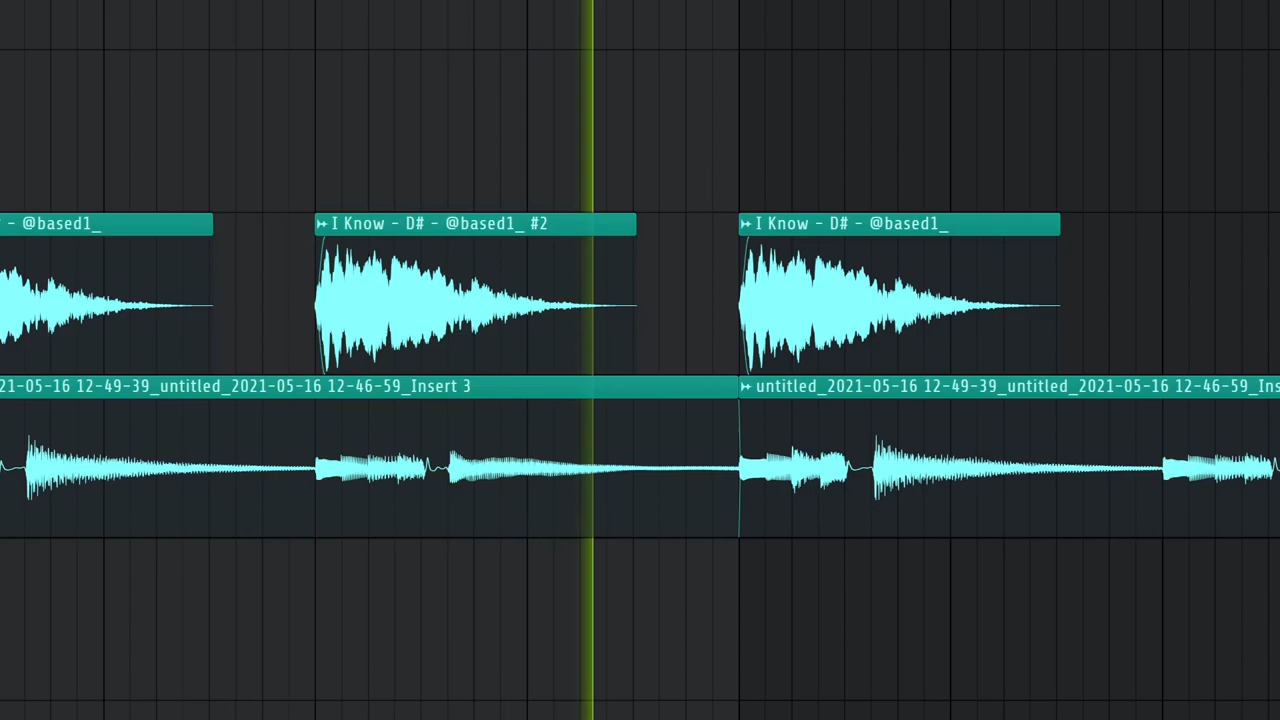 - @based1_
I Know - D# - @based1_ #2
I Know - D# - @based1_
21-05-16 12-49-39_untitled_2021-05-16 12-46-59_Insert 3
untitled_2021-05-16 12-49-39_untitled_2021-05-16 12-46-59_Ins